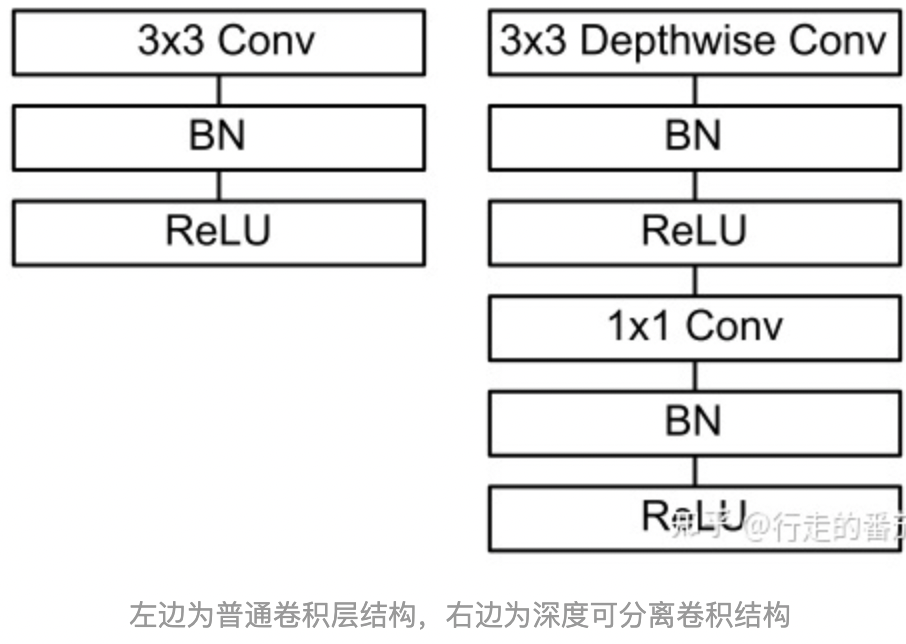 3x3 Conv
BN
ReLU
3x3 Depthwise Conv
BN
ReLU
1x1 Conv
BN
ReLU
知乎 @行走的番
左边为普通卷积层结构，右边为深度可分离卷积结构